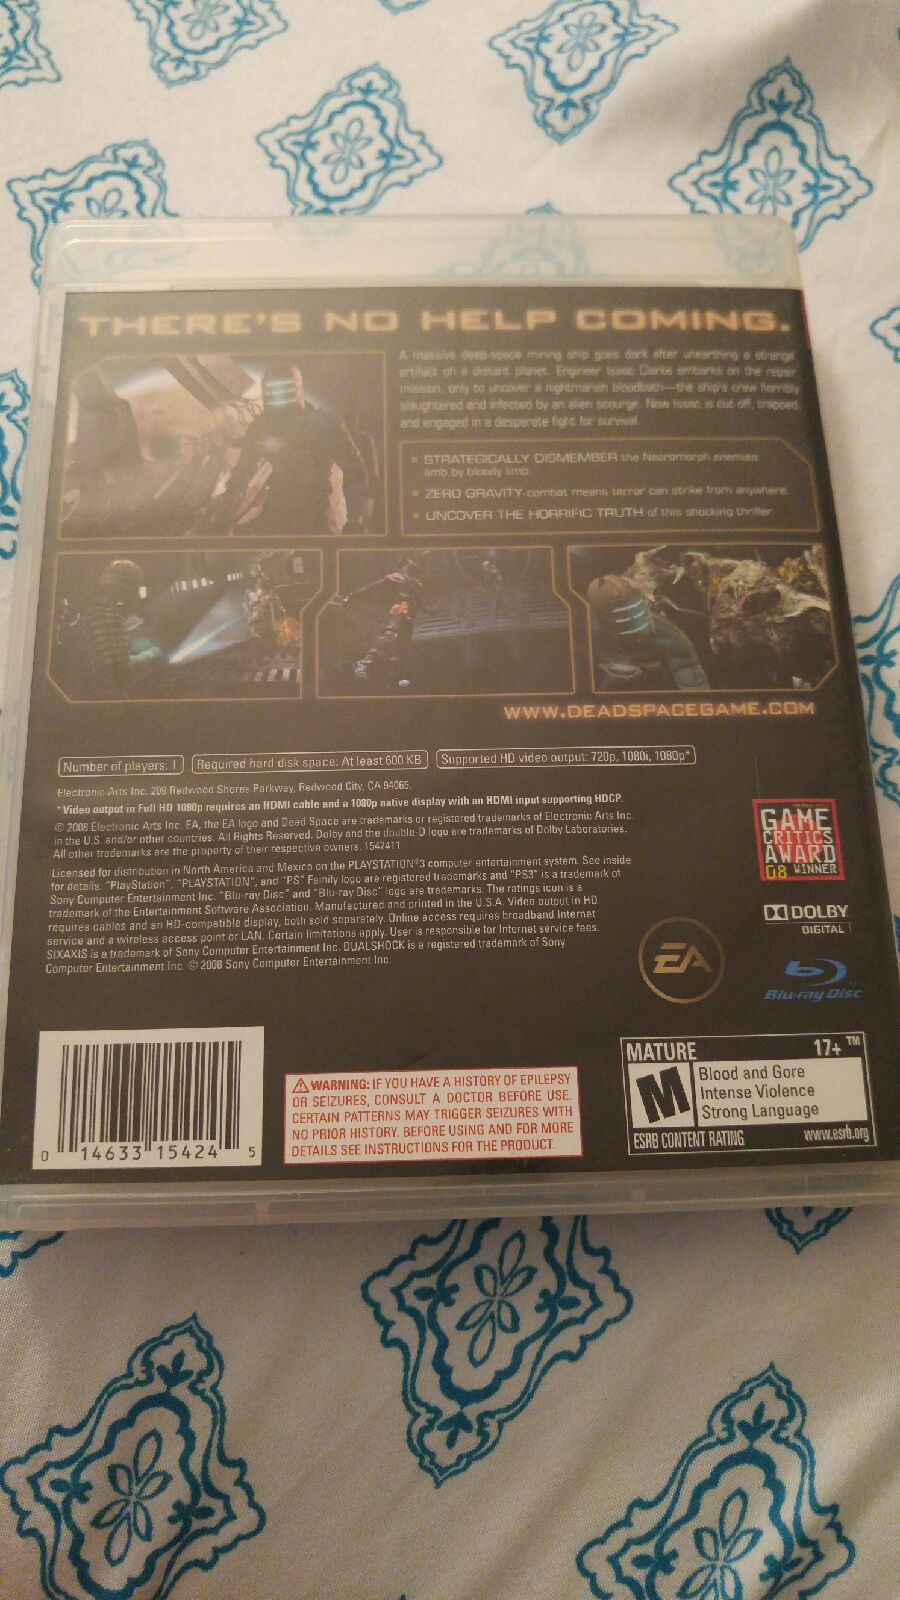 THERE'S NO HELP COMING.
A massive deep-space mining ship goes dark after unearthing a strange
artifact on a distant planet. Engineer Isaac Clarke embarks on the repair
mission, only to uncover a nightmarish bloodbath—the ship's crew horribly
slaughtered and infected by an alien scourge. Now Isaac is cut off, trapped,
and engaged in a desperate fight for survival.
▪ STRATEGICALLY DISMEMBER the Necromorph enemies
limb by bloody limb.
▪ ZERO GRAVITY combat means terror can strike from anywhere.
▪ UNCOVER THE HORRIFIC TRUTH of this shocking thriller.
WWW.DEADSPACEGAME.COM
Number of players: 1
Required hard disk space: At least 600 KB
Supported HD video output: 720p, 1080i, 1080p*
Electronic Arts Inc. 209 Redwood Shores Parkway, Redwood City, CA 94065.
*Video output in Full HD 1080p requires an HDMI cable and a 1080p native display with an HDMI input supporting HDCP.
© 2008 Electronic Arts Inc. EA, the EA logo and Dead Space are trademarks or registered trademarks of Electronic Arts Inc.
in the U.S. and/or other countries. All Rights Reserved. Dolby and the double-D logo are trademarks of Dolby Laboratories.
All other trademarks are the property of their respective owners. 1542411
Licensed for distribution in North America and Mexico on the PLAYSTATION®3 computer entertainment system. See inside
for details. "PlayStation", "PLAYSTATION", and "PS" Family logo are registered trademarks and "PS3" is a trademark of
Sony Computer Entertainment Inc. "Blu-ray Disc" and "Blu-ray Disc" logo are trademarks. The ratings icon is a
trademark of the Entertainment Software Association. Manufactured and printed in the U.S.A. Video output in HD
requires cables and an HD-compatible display, both sold separately. Online access requires broadband Internet
service and a wireless access point or LAN. Certain limitations apply. User is responsible for Internet service fees.
SIXAXIS is a trademark of Sony Computer Entertainment Inc. DUALSHOCK is a registered trademark of Sony
Computer Entertainment Inc. © 2008 Sony Computer Entertainment Inc.
GAME
CRITICS
AWARD
08 WINNER
DOLBY
DIGITAL
EA
Blu-ray Disc
0 14633 15424 5
⚠WARNING: IF YOU HAVE A HISTORY OF EPILEPSY
OR SEIZURES, CONSULT A DOCTOR BEFORE USE.
CERTAIN PATTERNS MAY TRIGGER SEIZURES WITH
NO PRIOR HISTORY. BEFORE USING AND FOR MORE
DETAILS SEE INSTRUCTIONS FOR THE PRODUCT.
MATURE 17+™
M
Blood and Gore
Intense Violence
Strong Language
ESRB CONTENT RATING www.esrb.org